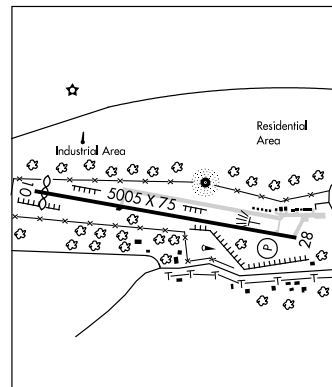 Industrial Area
Residential
Area
10
5005 X 75
P
28